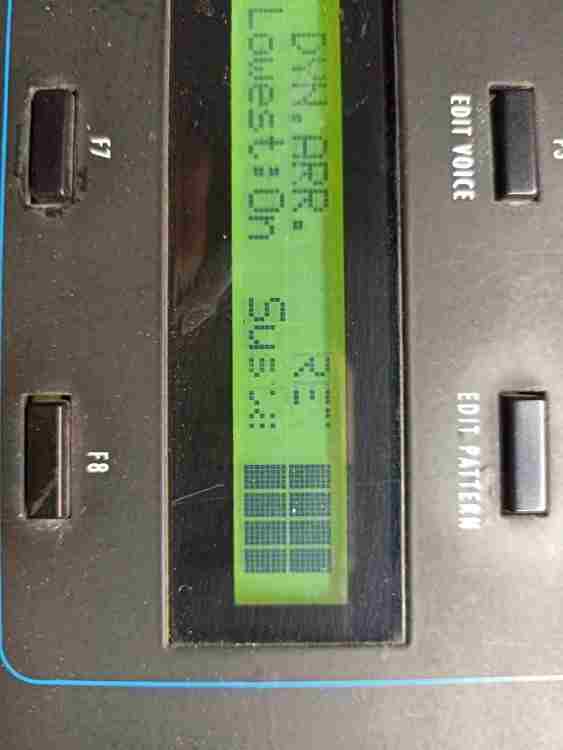 EDIT VOICE EDIT PATTERN
DYN.ARR.
Lowest:On Sus
F7 F8